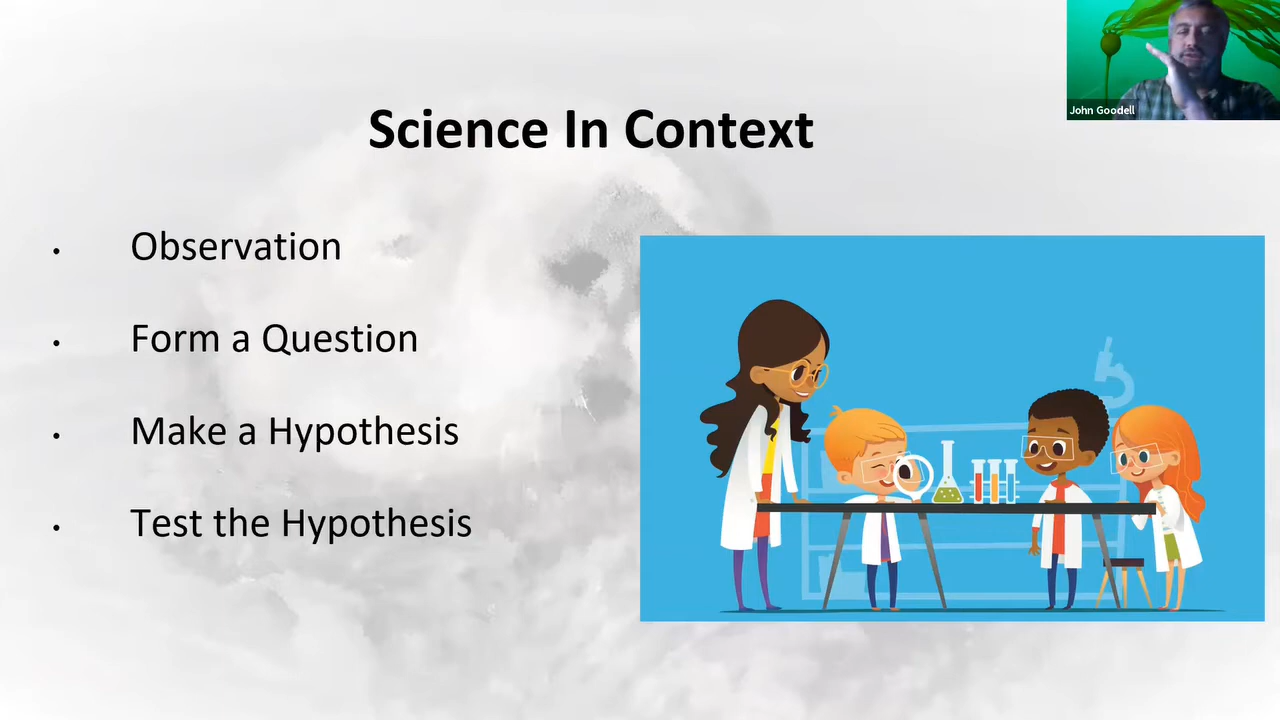 John Goodell
Science In Context
• Observation
• Form a Question
• Make a Hypothesis
• Test the Hypothesis